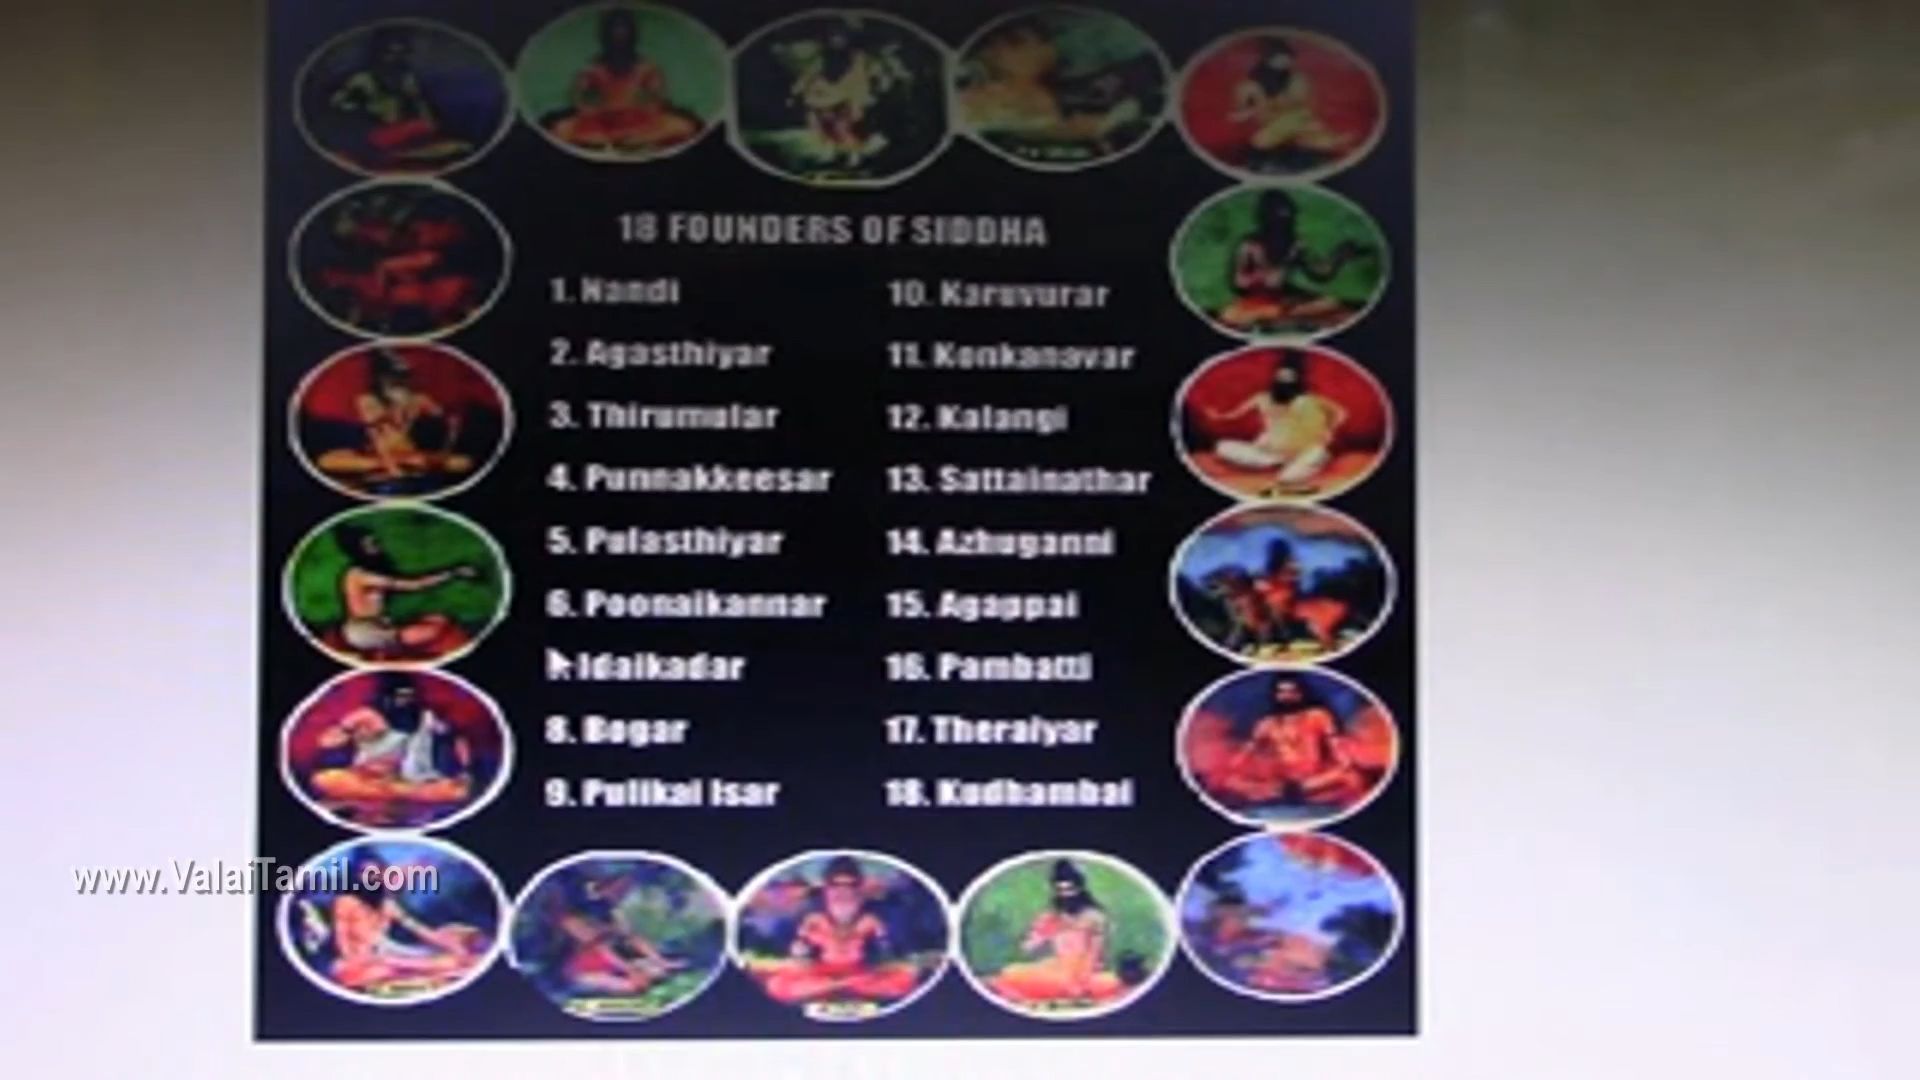 18 FOUNDERS OF SIDDHA
1. Nandi
2. Agasthiyar
3. Thirumular
4. Punnakkeesar
5. Pulasthiyar
6. Poonaikannar
Idaikadar
8. Bogar
9. Pulikai Isar
10. Karuvurar
11. Konkanavar
12. Kalangi
13. Sattainathar
14. Azhuganni
15. Agappai
16. Pambatti
17. Theraiyar
18. Kudhambai
www.ValaiTamil.com